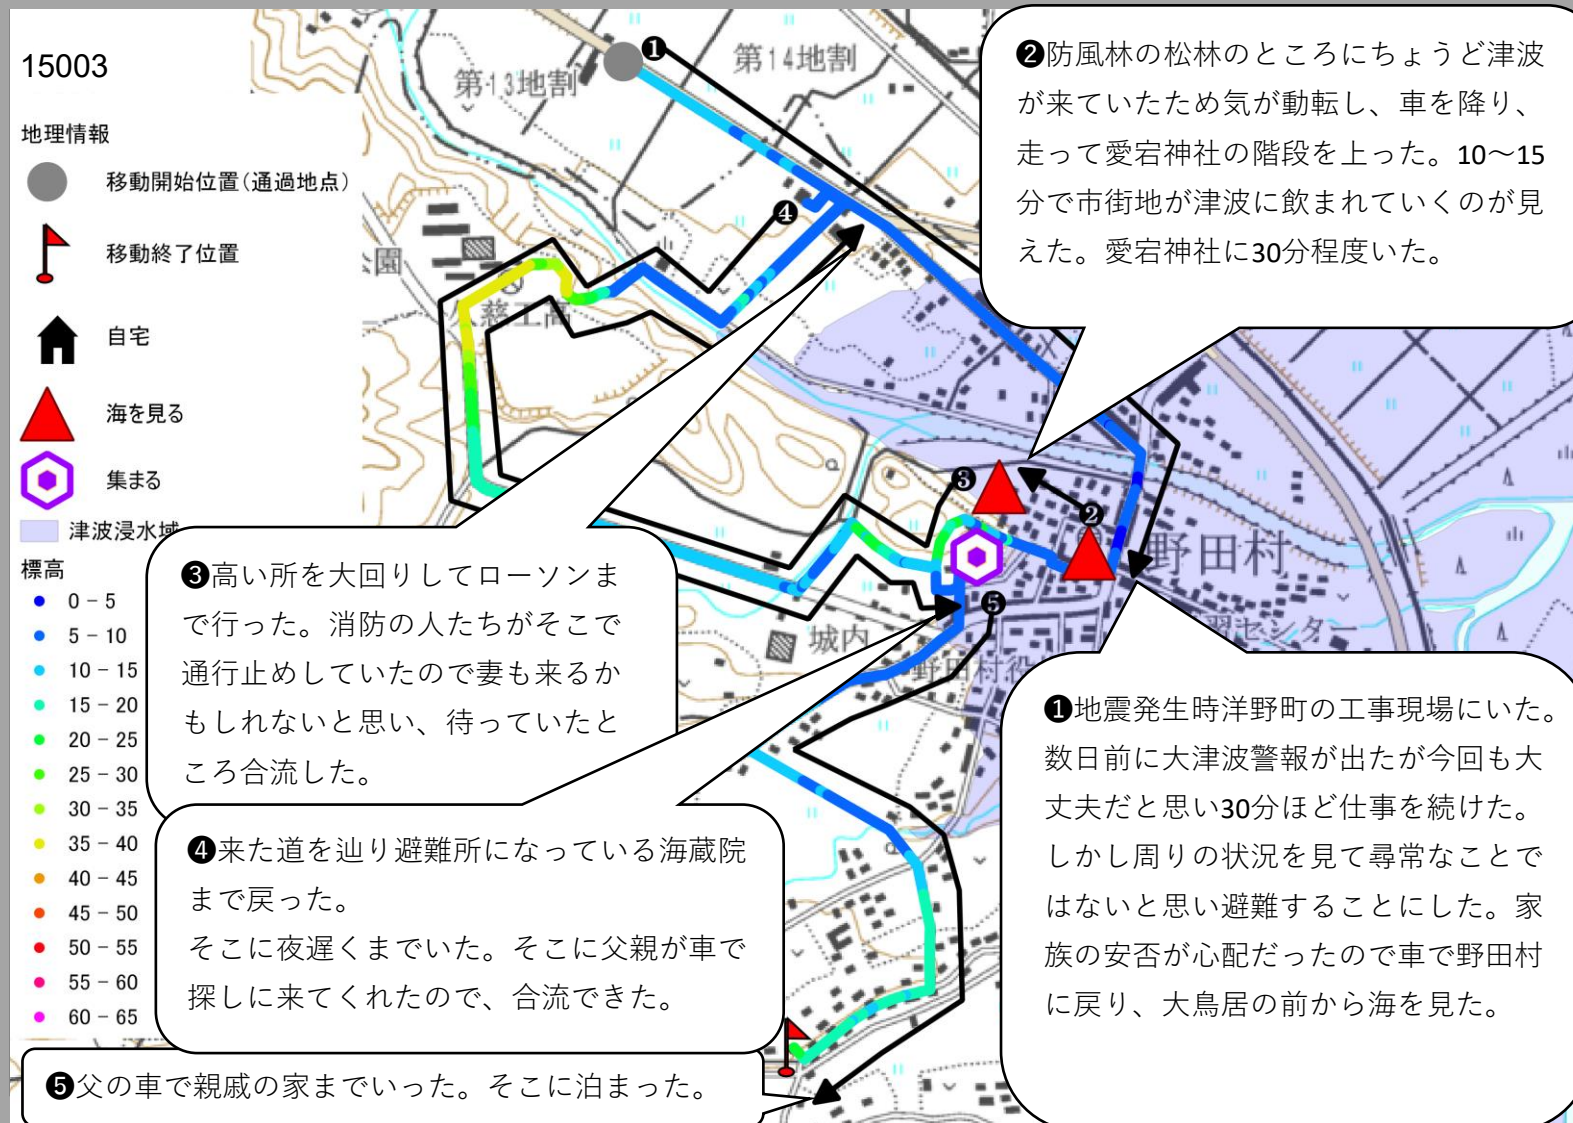 15003
地理情報
移動開始位置(通過地点)
移動終了位置
自宅
海を見る
集まる
津波浸水域
標高
0 - 5
5 - 10
10 - 15
15 - 20
20 - 25
25 - 30
30 - 35
35 - 40
40 - 45
45 - 50
50 - 55
55 - 60
60 - 65
❶
第13地割
第14地割
❹
公園
久慈工高
❸
❷
野田村
❺
城内
野田村役
習センター
❷防風林の松林のところにちょうど津波
が来ていたため気が動転し、車を降り、
走って愛宕神社の階段を上った。10～15
分で市街地が津波に飲まれていくのが見
えた。愛宕神社に30分程度いた。
❸高い所を大回りしてローソンま
で行った。消防の人たちがそこで
通行止めしていたので妻も来るか
もしれないと思い、待っていたと
ころ合流した。
❶地震発生時洋野町の工事現場にいた。
数日前に大津波警報が出たが今回も大
丈夫だと思い30分ほど仕事を続けた。
しかし周りの状況を見て尋常なことで
はないと思い避難することにした。家
族の安否が心配だったので車で野田村
に戻り、大鳥居の前から海を見た。
❹来た道を辿り避難所になっている海蔵院
まで戻った。
そこに夜遅くまでいた。そこに父親が車で
探しに来てくれたので、合流できた。
❺父の車で親戚の家までいった。そこに泊まった。